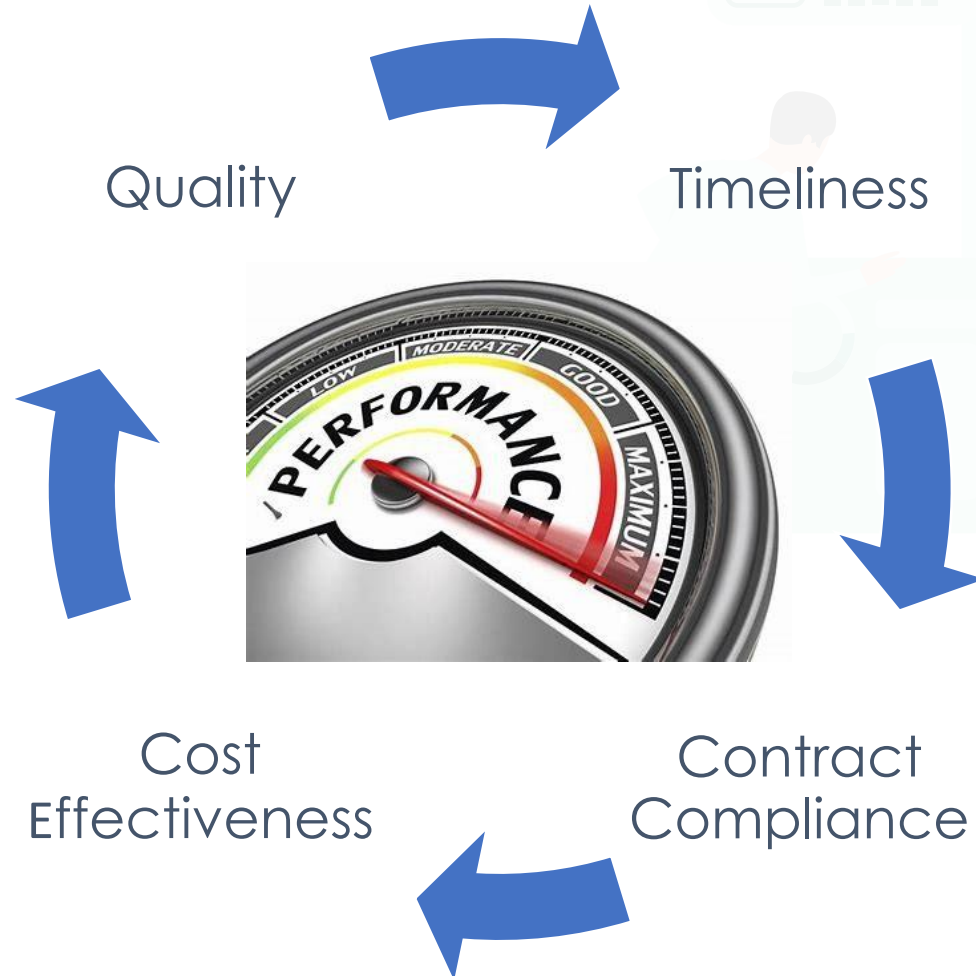 Quality
Timeliness
LOW
MODERATE
GOOD
MAXIMUM
PERFORMANCE
Cost
Effectiveness
Contract
Compliance